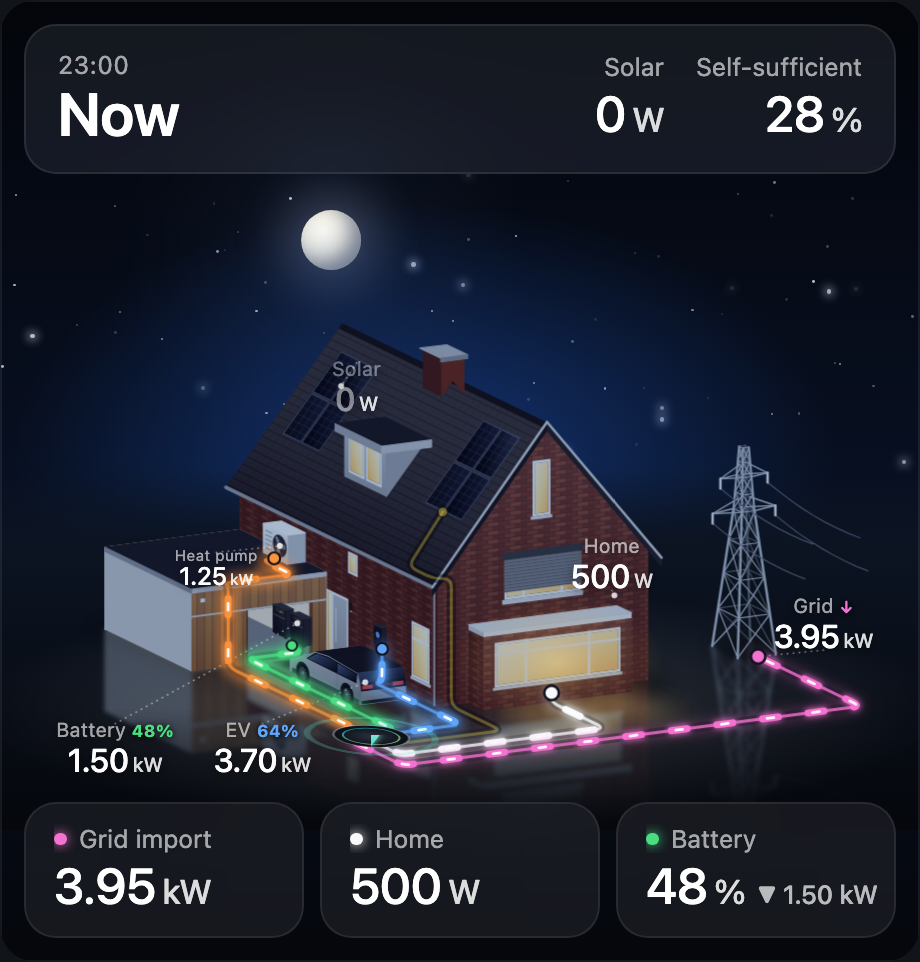 23:00
Now
Solar
0 W
Self-sufficient
28 %
Solar
0 W
Heat pump
1.25 kW
Home
500 W
Grid ↓
3.95 kW
Battery 48%
1.50 kW
EV 64%
3.70 kW
Grid import
3.95 kW
Home
500 W
Battery
48 % ▼ 1.50 kW